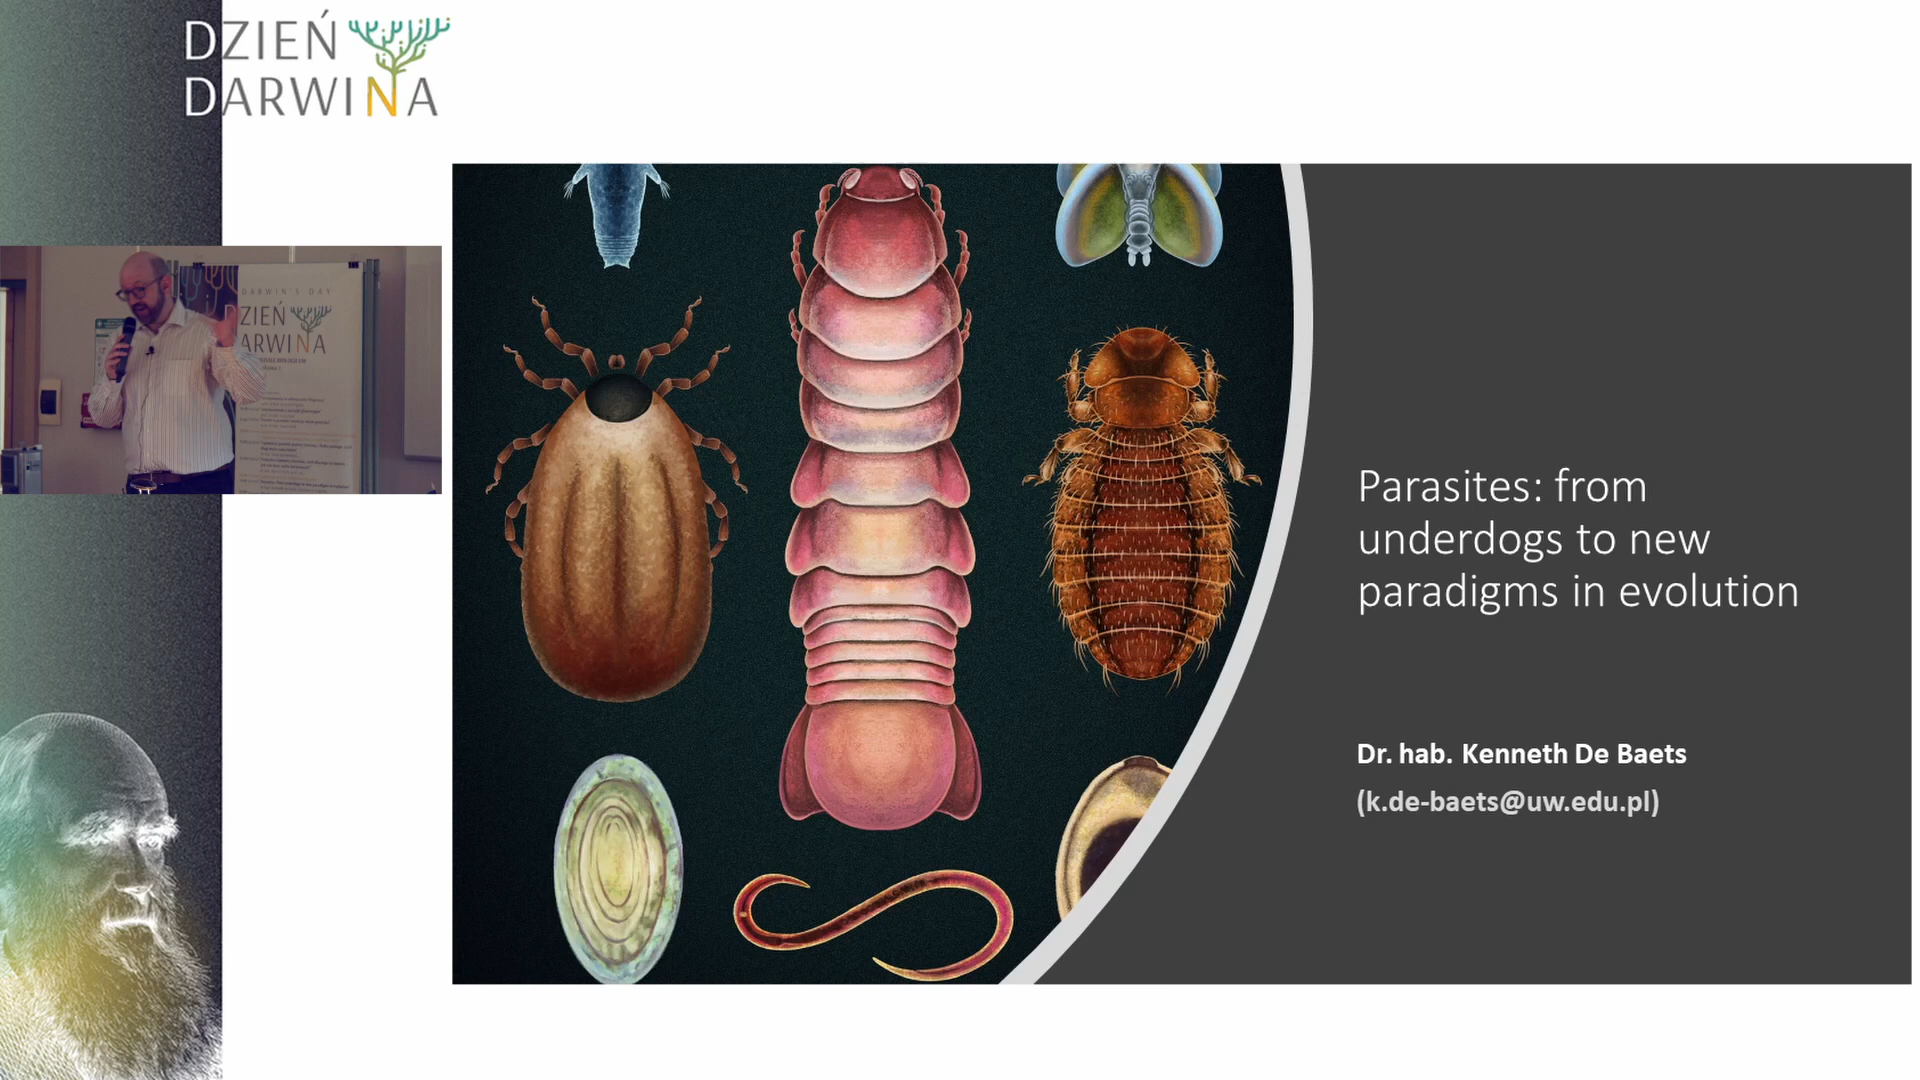 DZIEŃ
DARWINA
DARWIN'S DAY
DZIEŃ
DARWINA
Parasites: from
underdogs to new
paradigms in evolution
Dr. hab. Kenneth De Baets
(k.de-baets@uw.edu.pl)